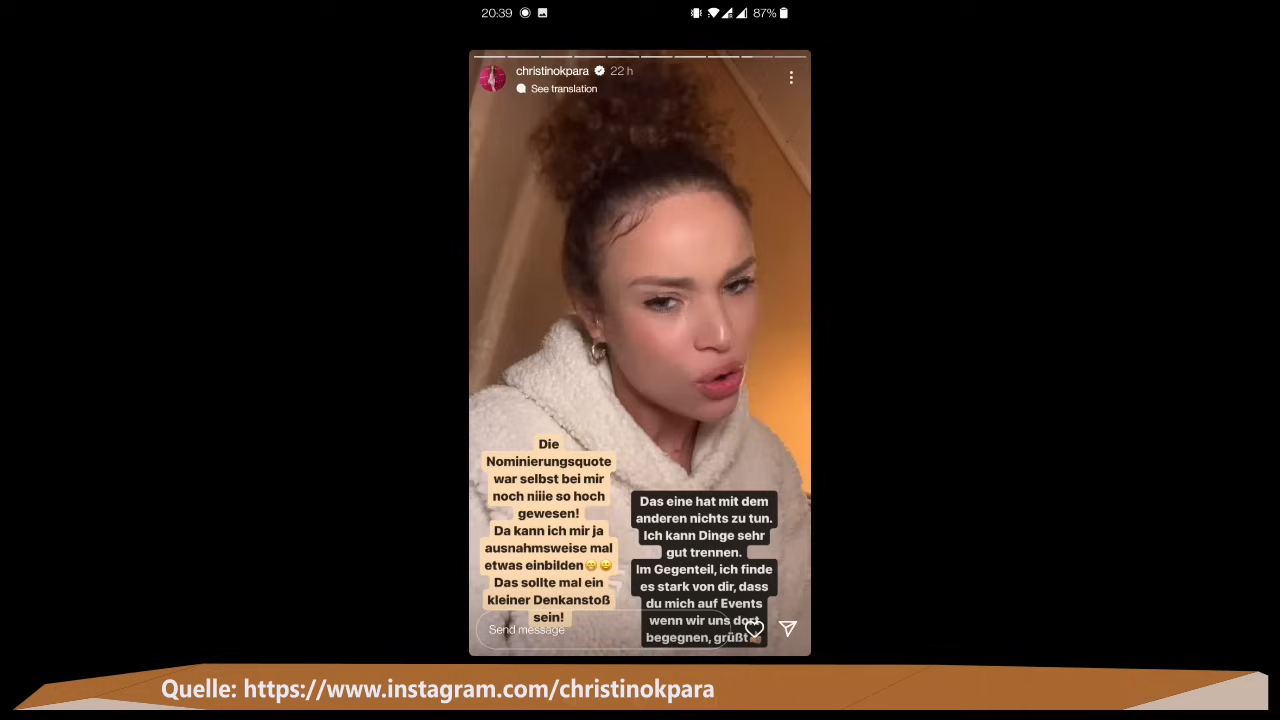 20:39
87%
christinokpara 22 h
See translation
Die
Nominierungsquote
war selbst bei mir
noch niiie so hoch
gewesen!
Da kann ich mir ja
ausnahmsweise mal
etwas einbilden😁😄
Das sollte mal ein
kleiner Denkanstoß
sein!
Das eine hat mit dem
anderen nichts zu tun.
Ich kann Dinge sehr
gut trennen.
Im Gegenteil, ich finde
es stark von dir, dass
du mich auf Events
wenn wir uns dort
begegnen, grüßt
Send message
Quelle: https://www.instagram.com/christinokpara